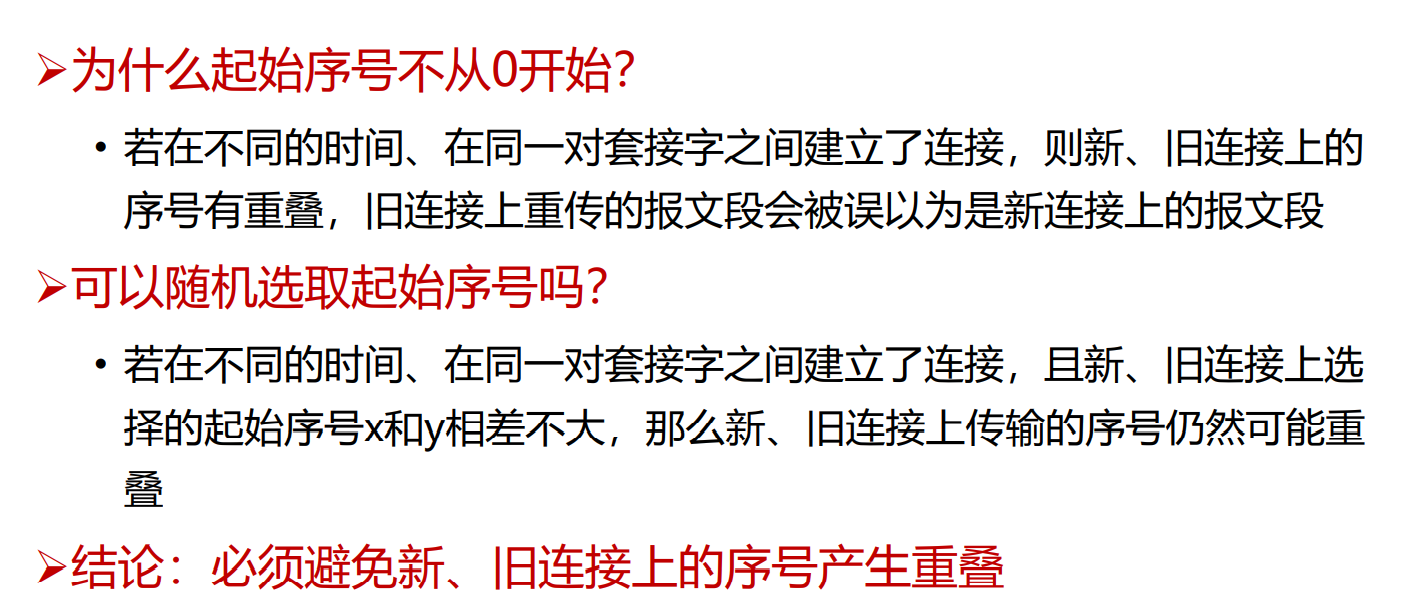 ➢为什么起始序号不从0开始？
• 若在不同的时间、在同一对套接字之间建立了连接，则新、旧连接上的
序号有重叠，旧连接上重传的报文段会被误以为是新连接上的报文段
➢可以随机选取起始序号吗？
• 若在不同的时间、在同一对套接字之间建立了连接，且新、旧连接上选
择的起始序号x和y相差不大，那么新、旧连接上传输的序号仍然可能重
叠
➢结论：必须避免新、旧连接上的序号产生重叠